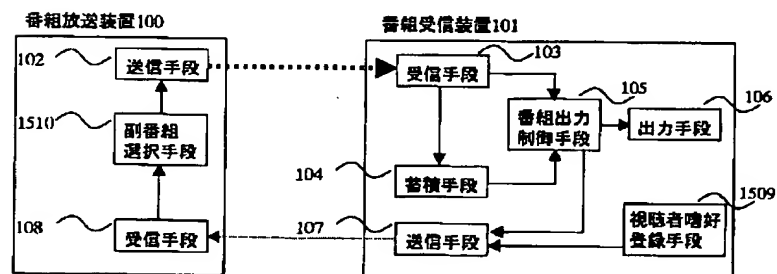 番組放送装置100
102
送信手段
1510
副番組
選択手段
108
受信手段
番組受信装置101
103
受信手段
105
番組出力
制御手段
106
出力手段
104
蓄積手段
107
送信手段
1509
視聴者嗜好
登録手段